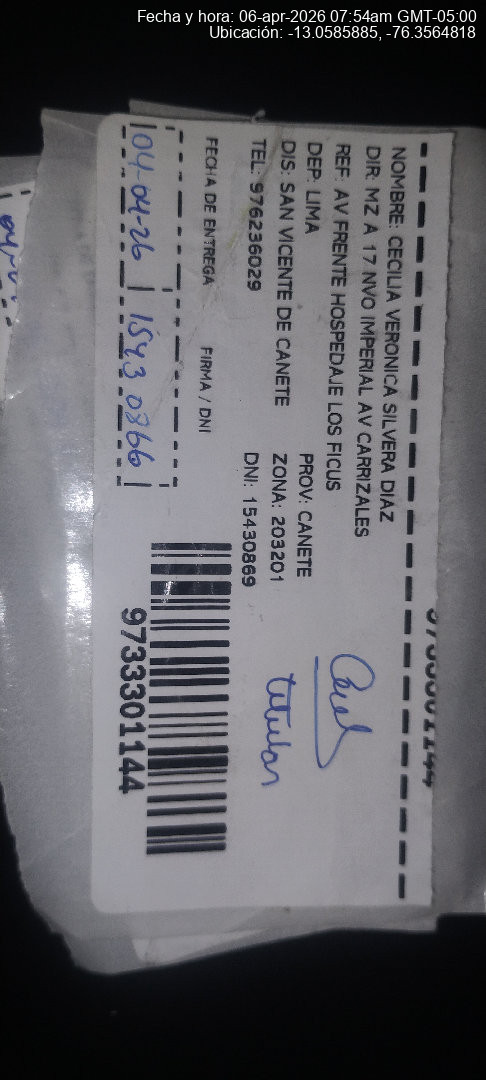 Fecha y hora: 06-apr-2026 07:54am GMT-05:00
Ubicación: -13.0585885, -76.3564818
NOMBRE: CECILIA VERONICA SILVERA DIAZ
DIR: MZ A 17 NVO IMPERIAL AV CARRIZALES
REF: AV FRENTE HOSPEDAJE LOS FICUS
DEP: LIMA PROV: CANETE
DIS: SAN VICENTE DE CANETE ZONA: 203201
TEL: 976236029 DNI: 15430869
FECHA DE ENTREGA FIRMA / DNI
04-04-26 15430866
9733301144
titular